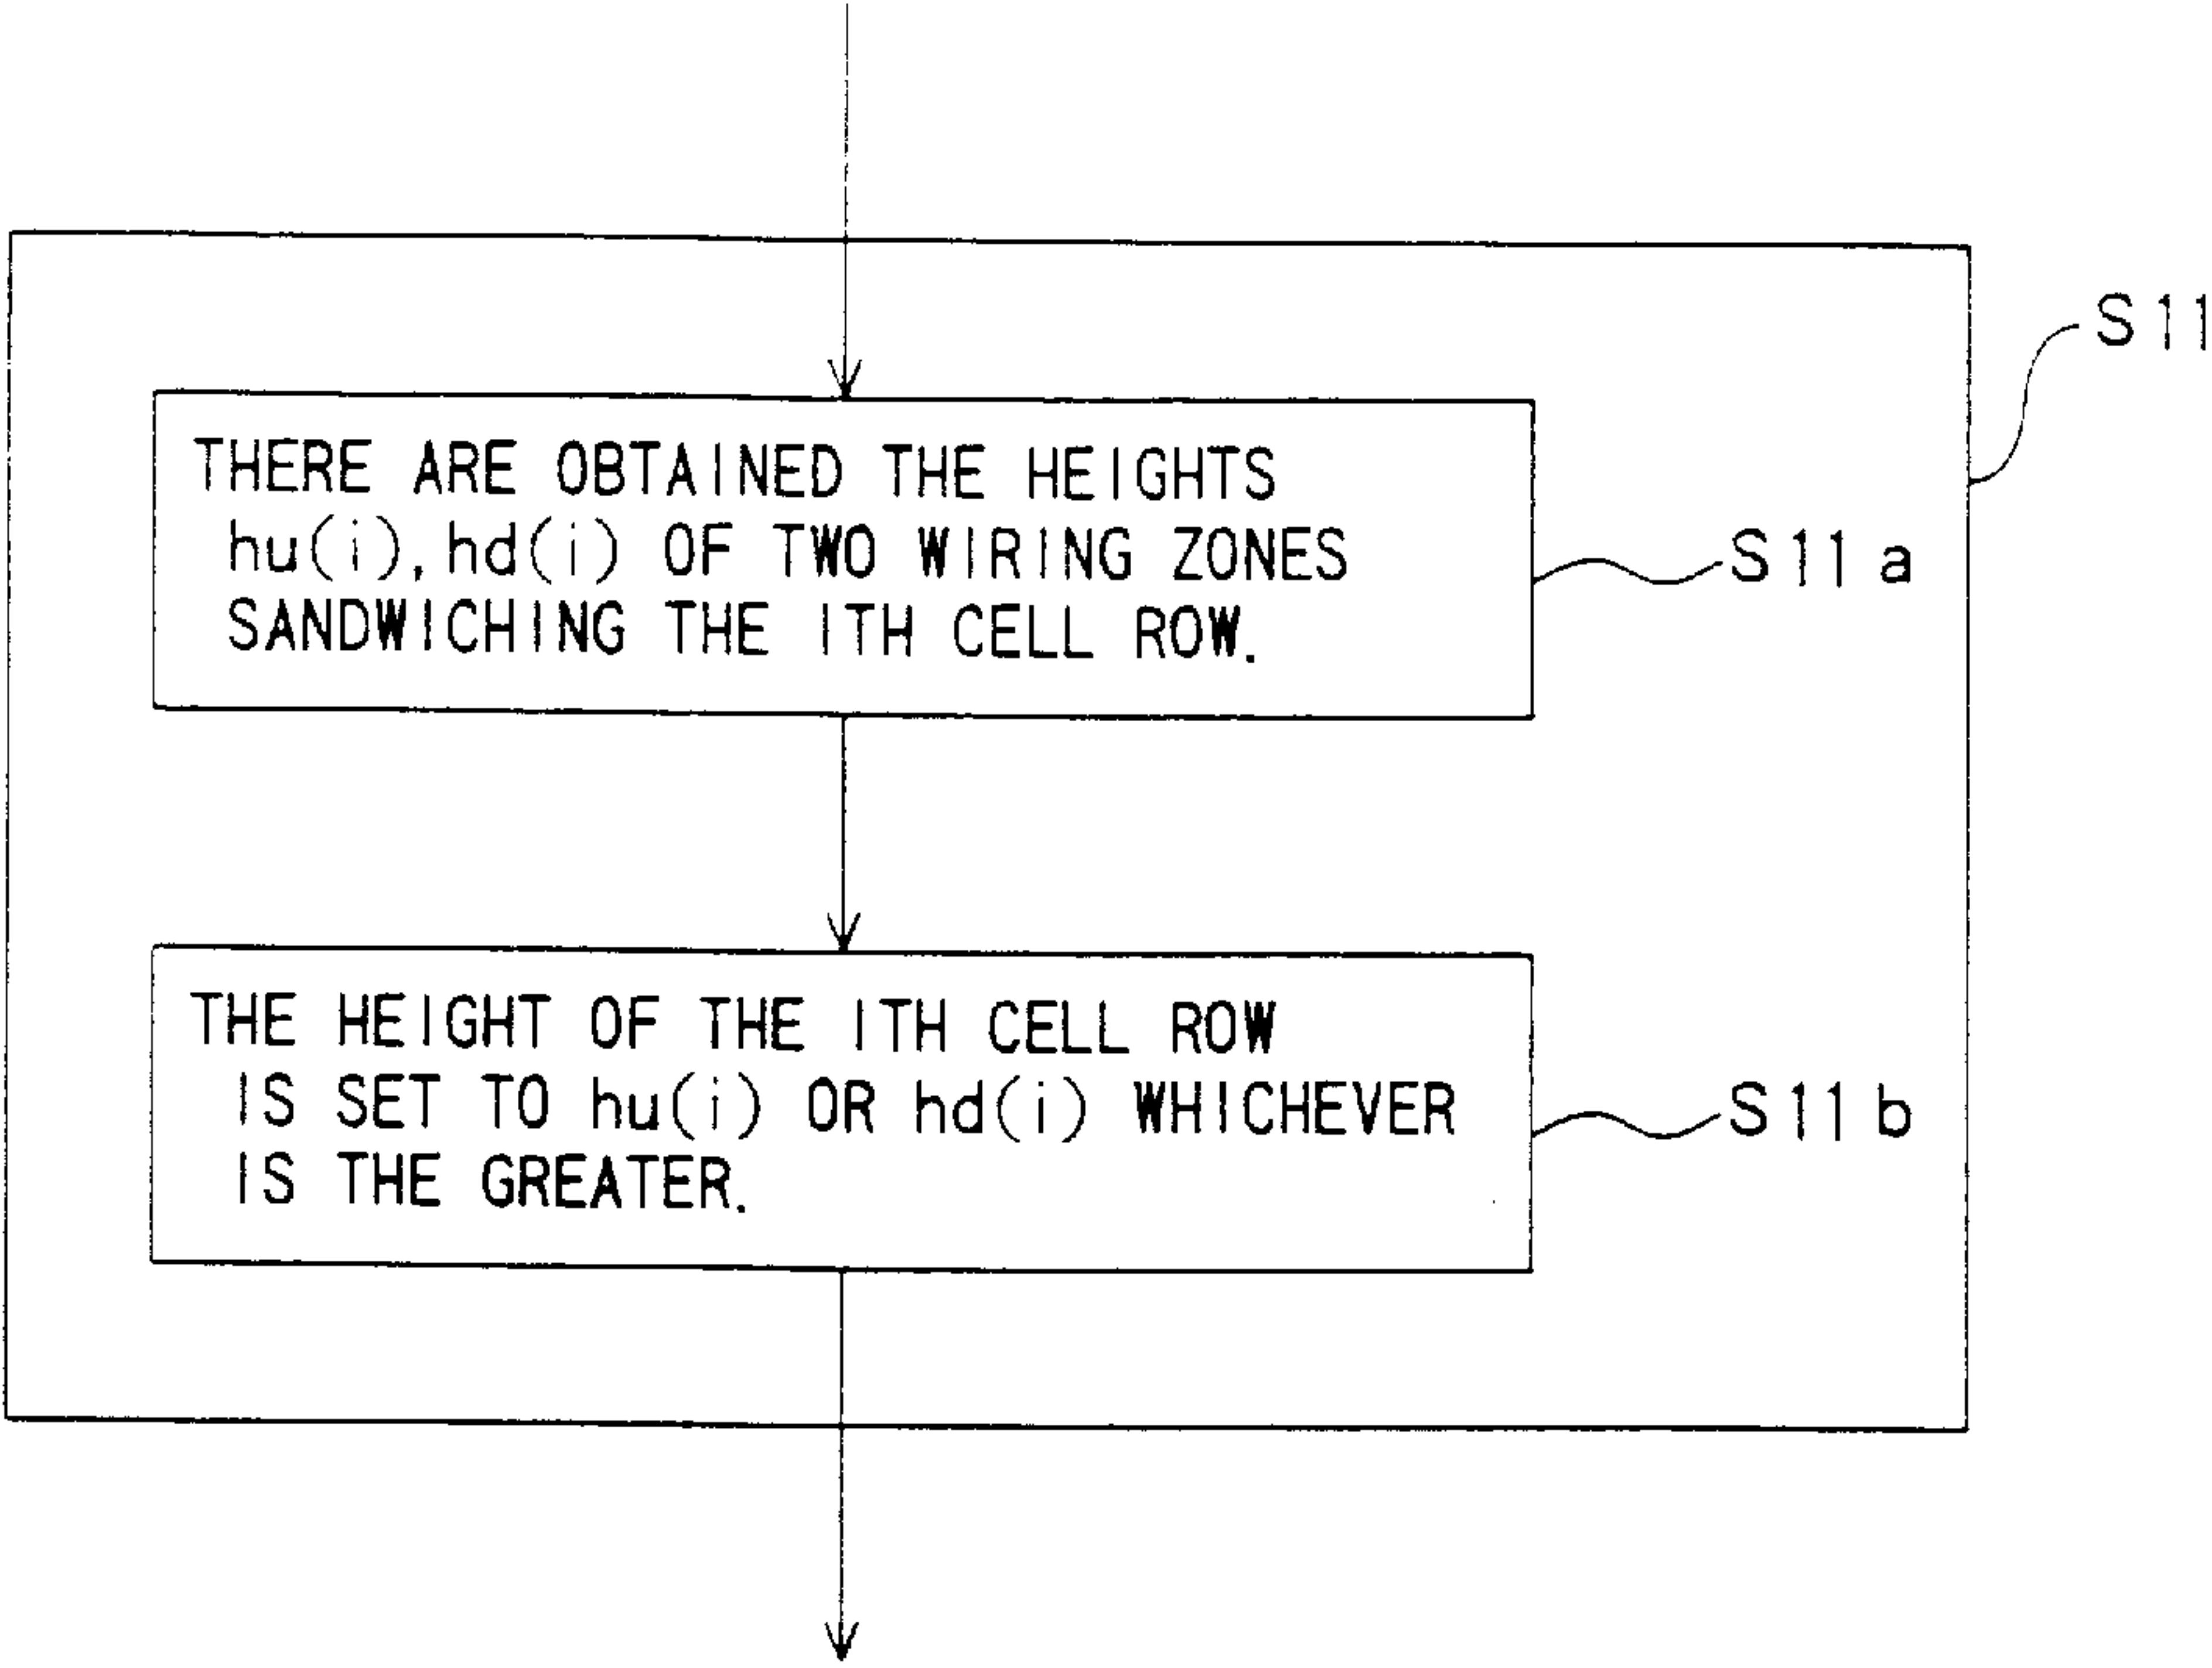 S11
THERE ARE OBTAINED THE HEIGHTS
hu(i), hd(i) OF TWO WIRING ZONES
SANDWICHING THE ITH CELL ROW.
S11a
THE HEIGHT OF THE ITH CELL ROW
IS SET TO hu(i) OR hd(i) WHICHEVER
IS THE GREATER.
S11b